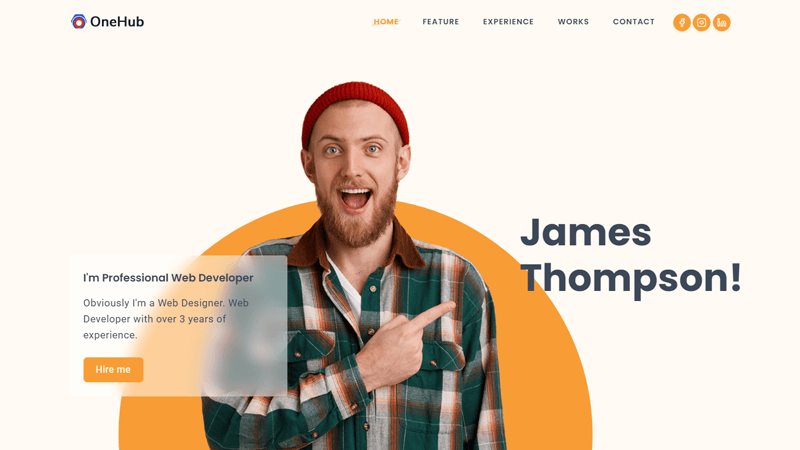 OneHub
HOME
FEATURE
EXPERIENCE
WORKS
CONTACT
James
Thompson!
I'm Professional Web Developer
Obviously I'm a Web Designer. Web
Developer with over 3 years of
experience.
Hire me